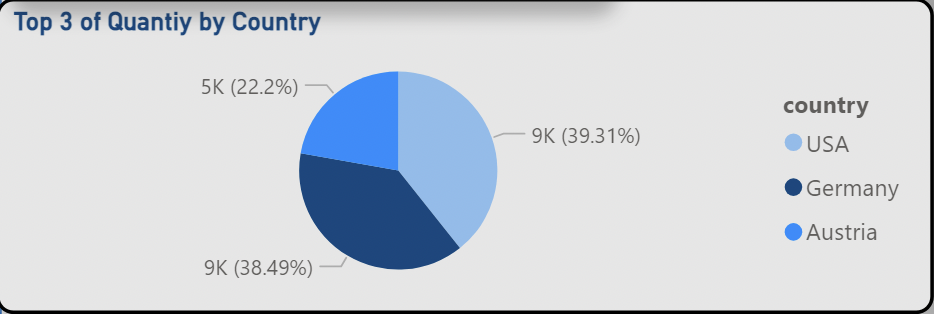 Top 3 of Quantiy by Country
5K (22.2%)
9K (39.31%)
9K (38.49%)
country
USA
Germany
Austria